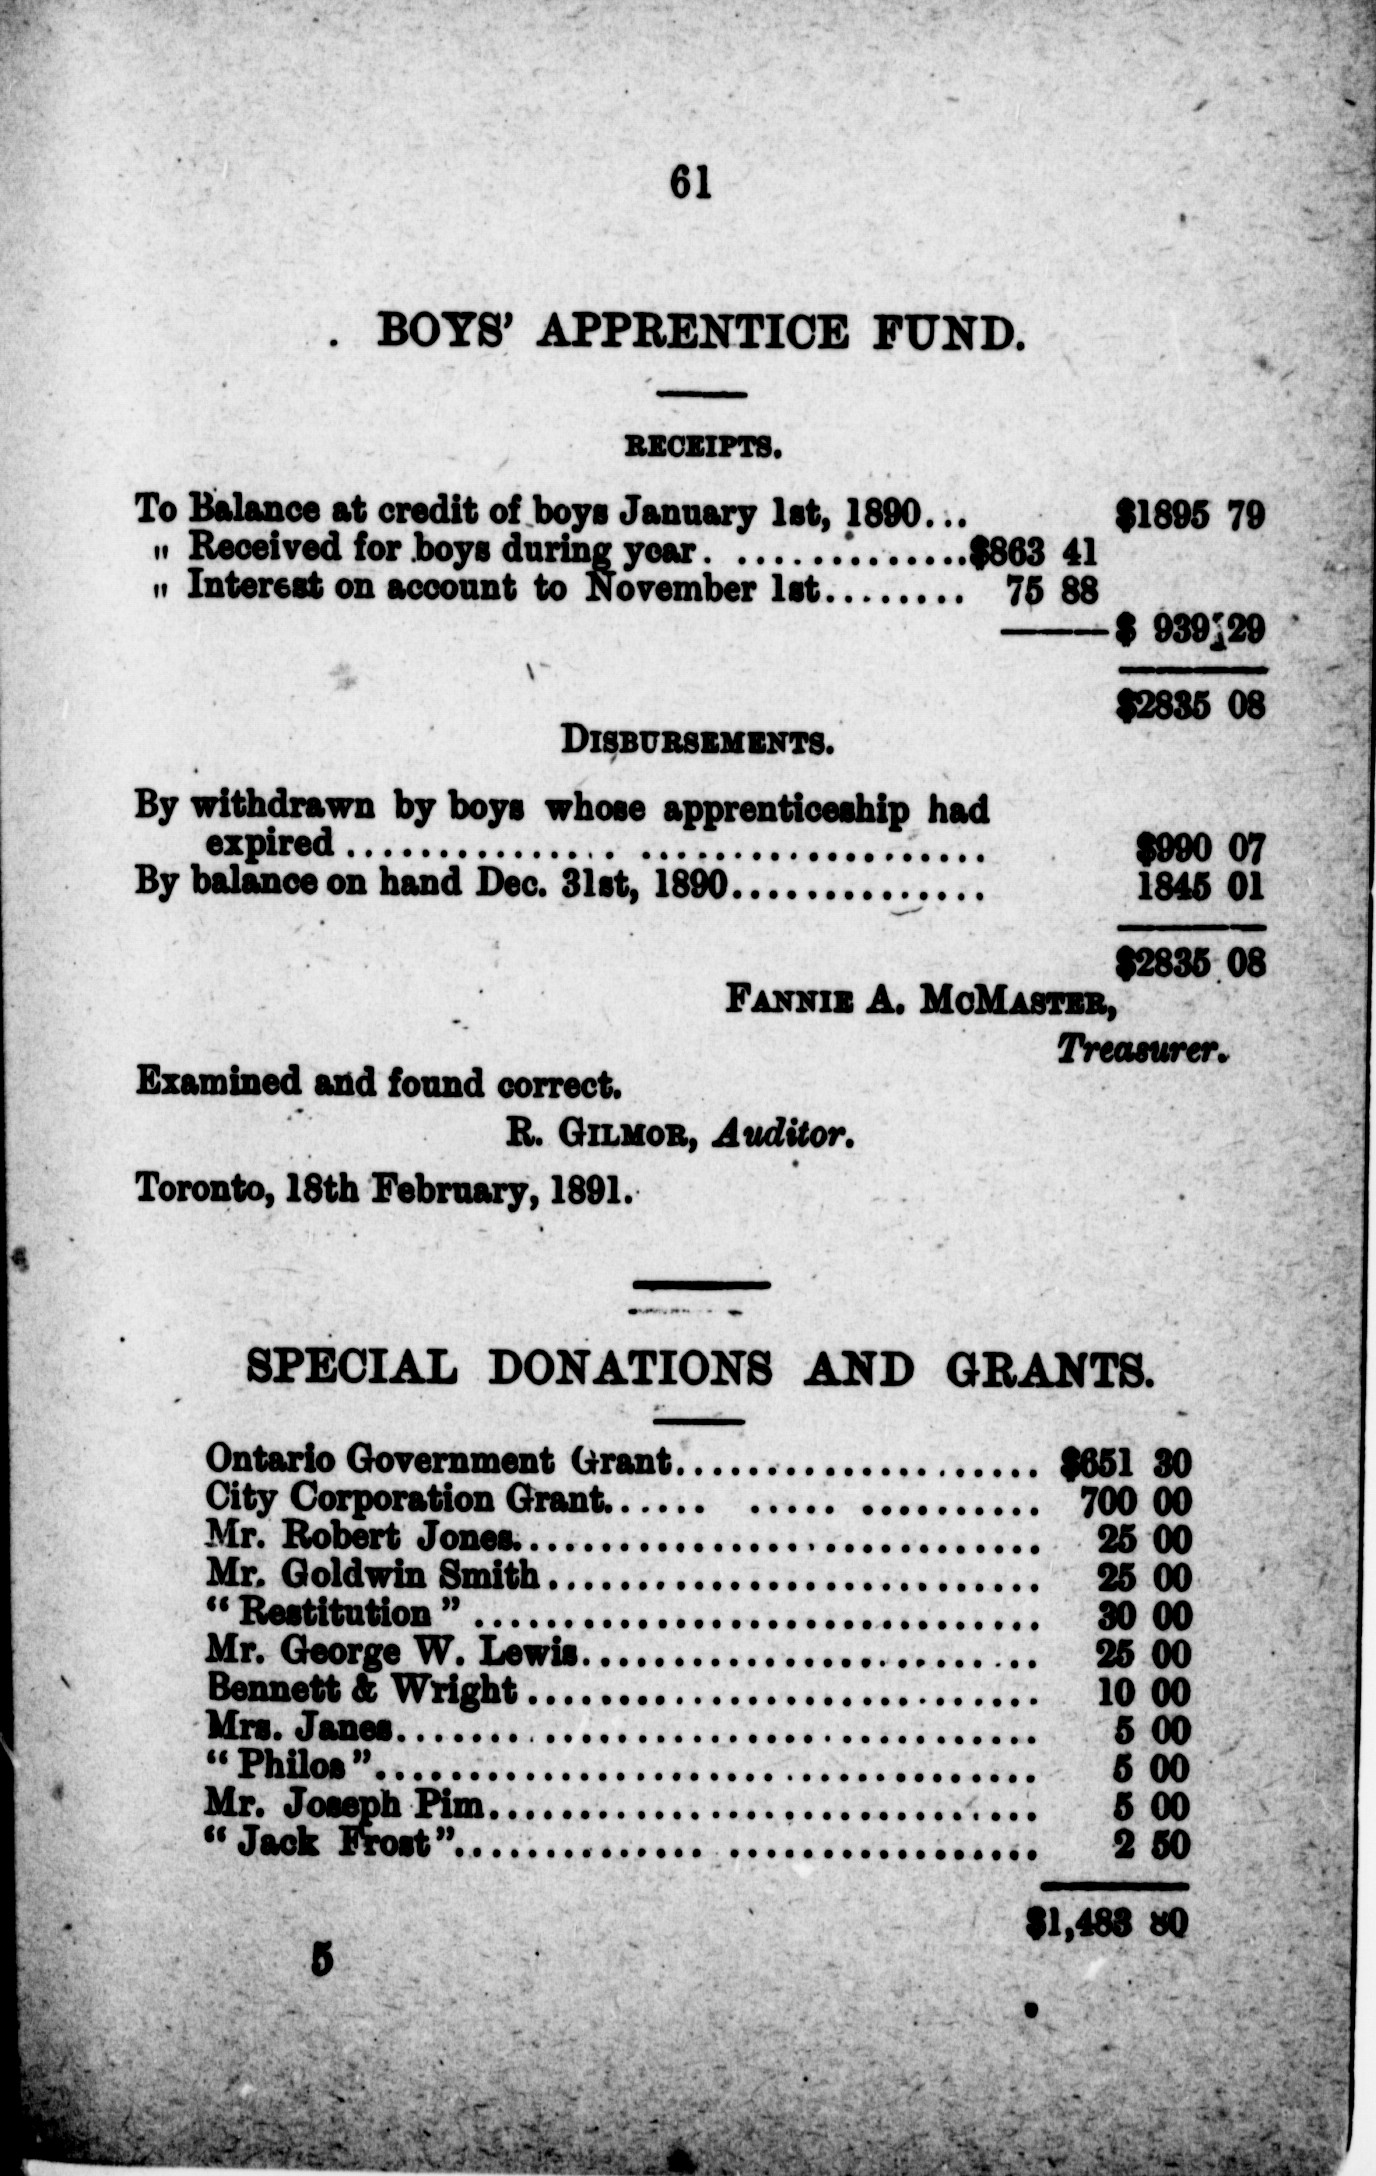 61
BOYS' APPRENTICE FUND.
RECEIPTS.
To Balance at credit of boys January 1st, 1890... $1895 79
" Received for boys during year. .............$863 41
" Interest on account to November 1st........ 75 88
——$ 939 29
$2835 08
DISBURSEMENTS.
By withdrawn by boys whose apprenticeship had
expired ................................... $990 07
By balance on hand Dec. 31st, 1890.............. 1845 01
$2835 08
FANNIE A. MCMASTER,
Treasurer.
Examined and found correct.
R. GILMOR, Auditor.
Toronto, 18th February, 1891.
SPECIAL DONATIONS AND GRANTS.
Ontario Government Grant.................... $651 30
City Corporation Grant...... ..... .......... 700 00
Mr. Robert Jones............................ 25 00
Mr. Goldwin Smith........................... 25 00
“Restitution” .............................. 30 00
Mr. George W. Lewis......................... 25 00
Bennett & Wright............................ 10 00
Mrs. Janes.................................. 5 00
“Philos”.................................... 5 00
Mr. Joseph Pim.............................. 5 00
“Jack Frost”.............. ................. 2 50
$1,483 80
5